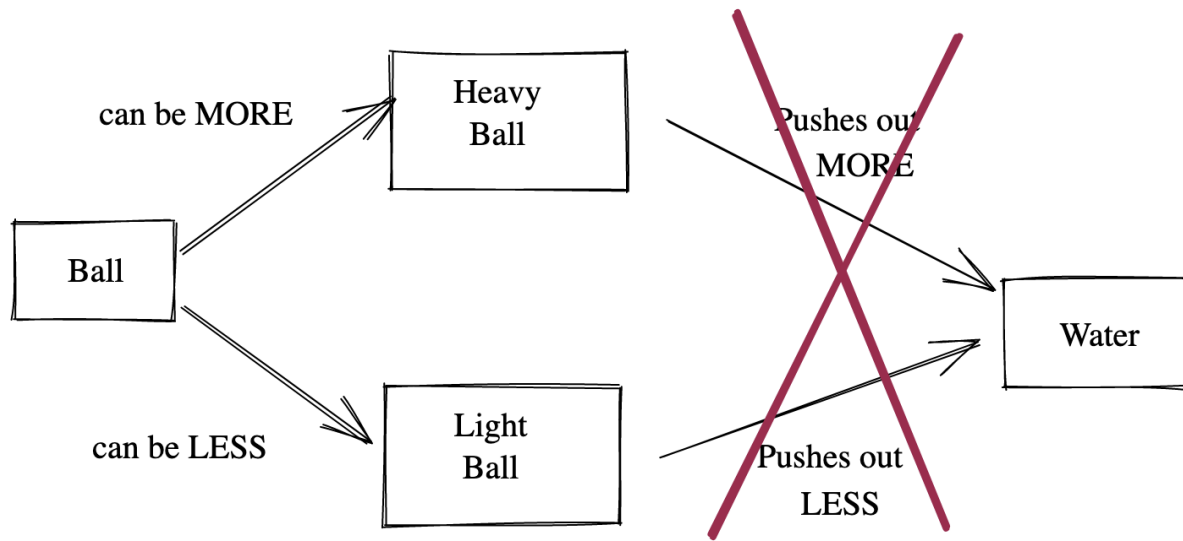 Heavy
Ball
can be MORE
Pushes out
MORE
Ball
Water
Light
Ball
can be LESS
Pushes out
LESS